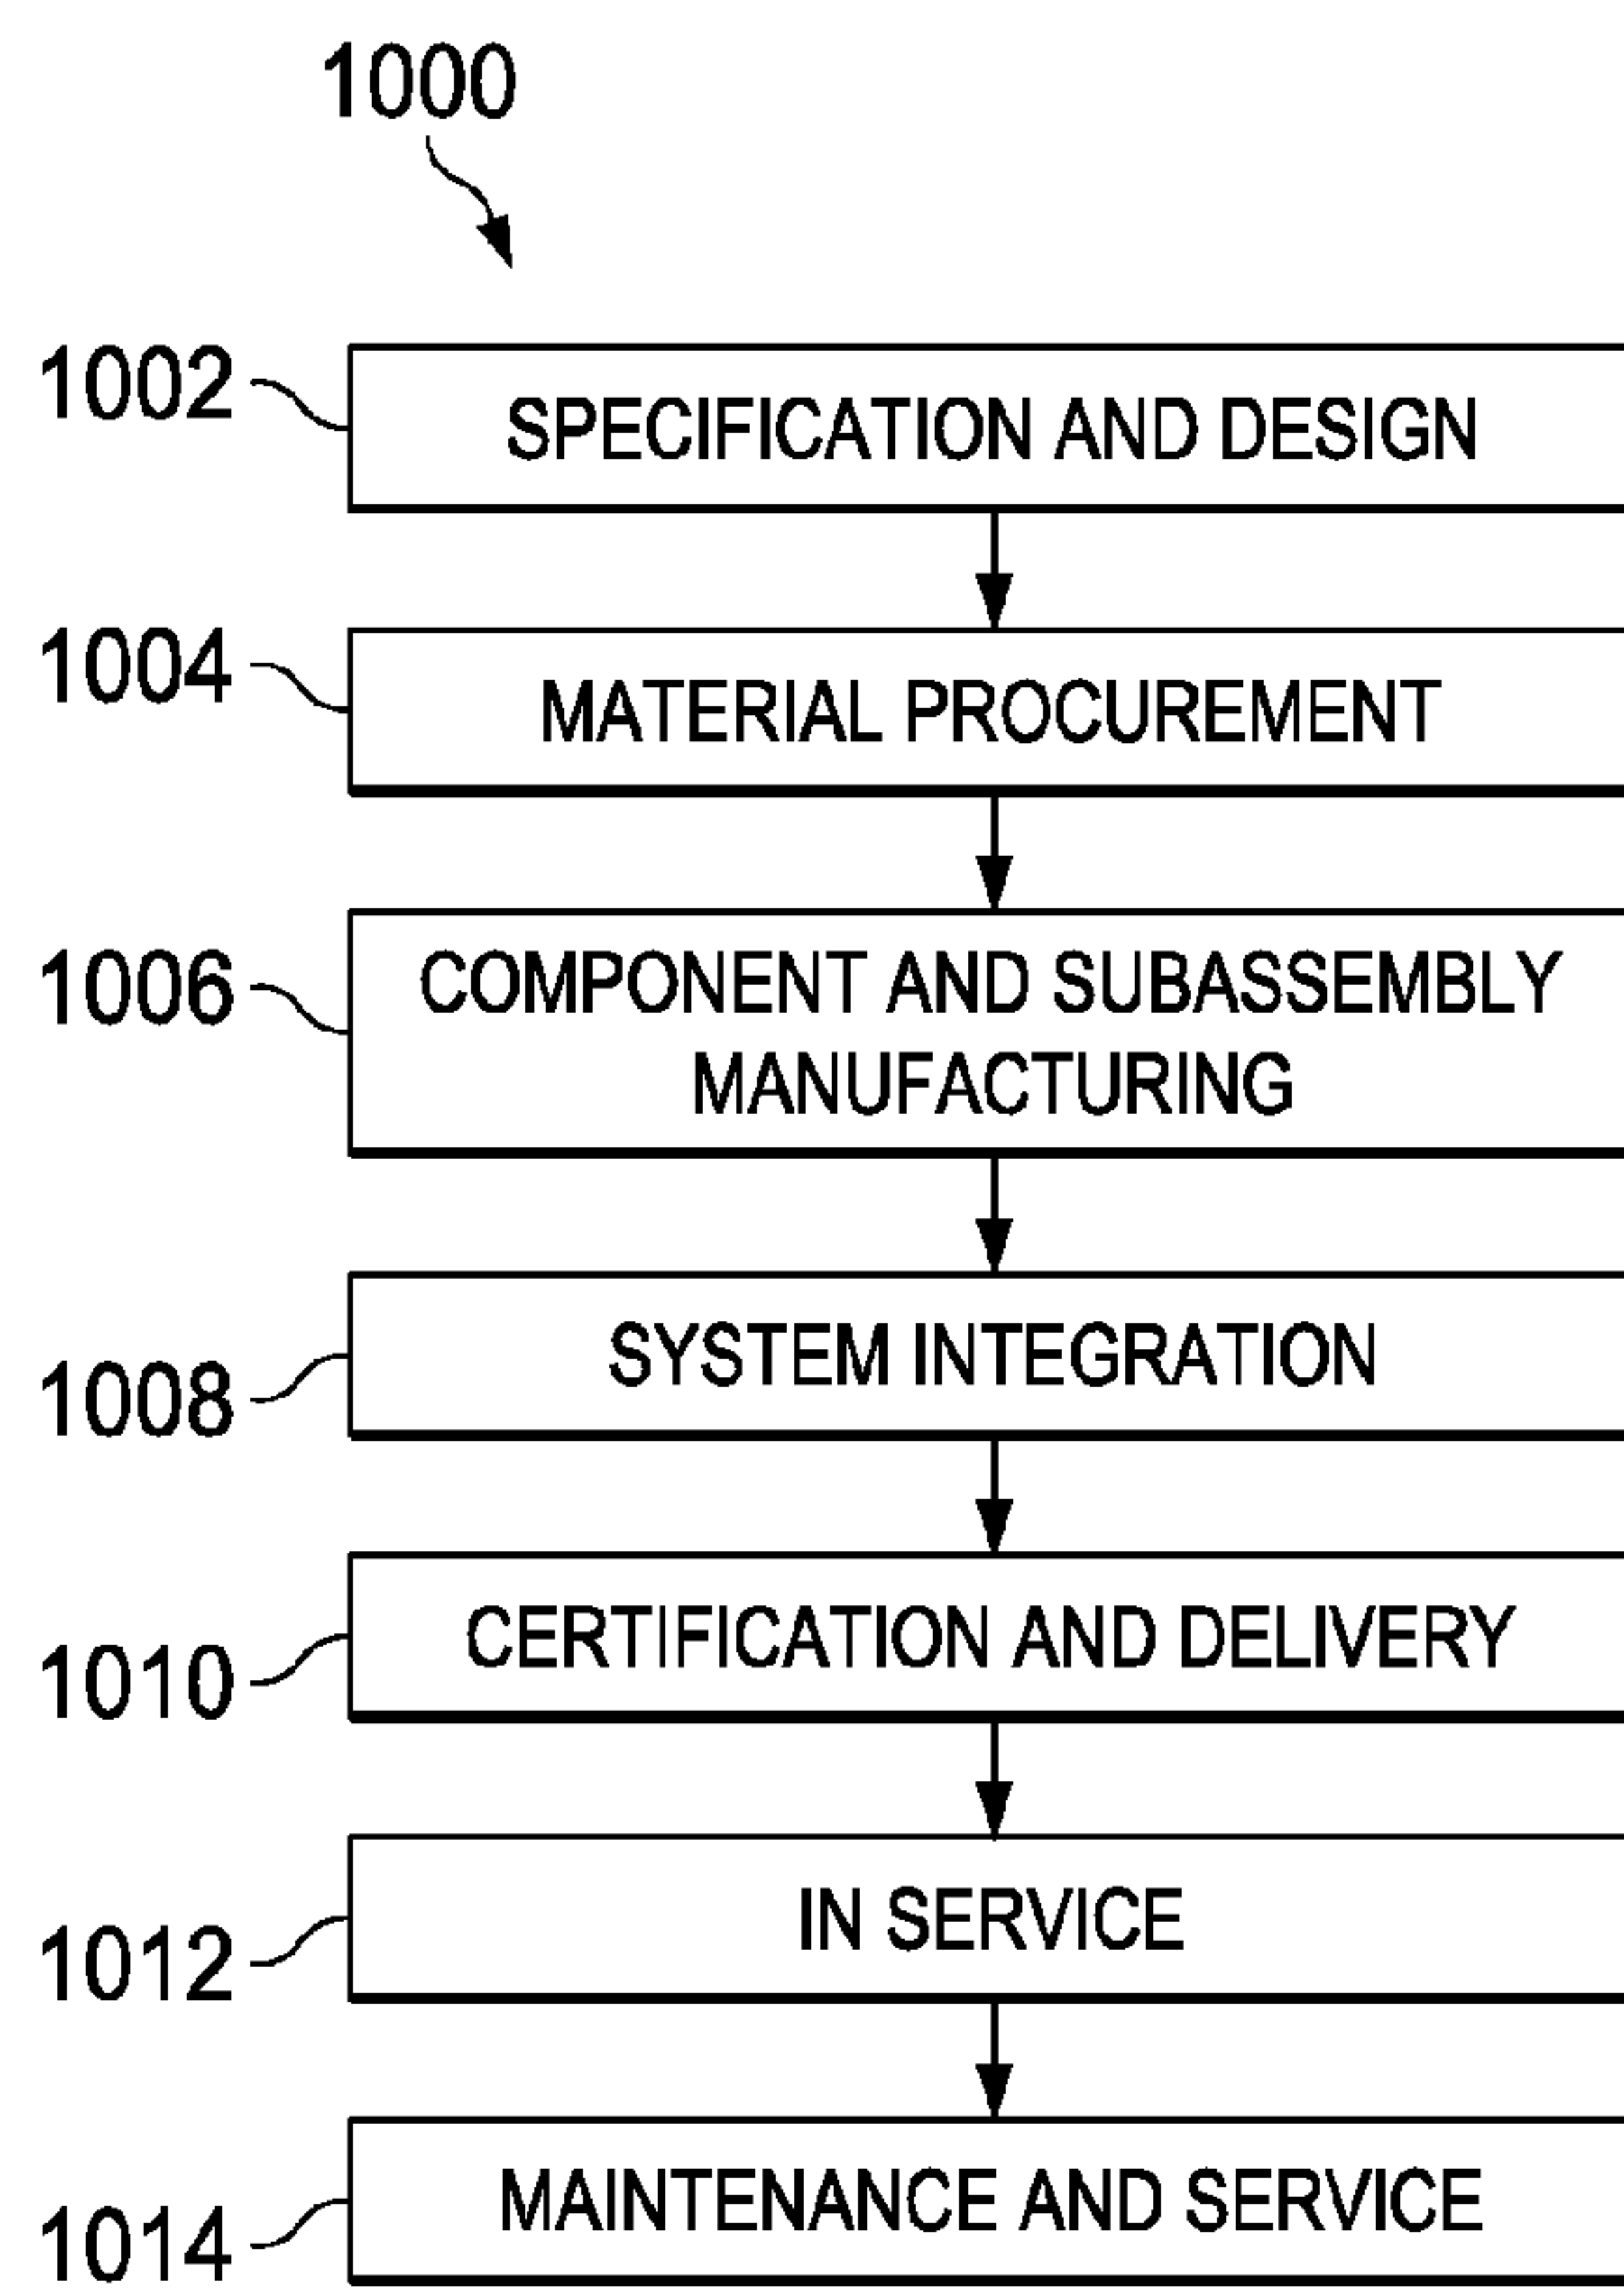 1000
1002
SPECIFICATION AND DESIGN
1004
MATERIAL PROCUREMENT
1006
COMPONENT AND SUBASSEMBLY
MANUFACTURING
1008
SYSTEM INTEGRATION
1010
CERTIFICATION AND DELIVERY
1012
IN SERVICE
1014
MAINTENANCE AND SERVICE